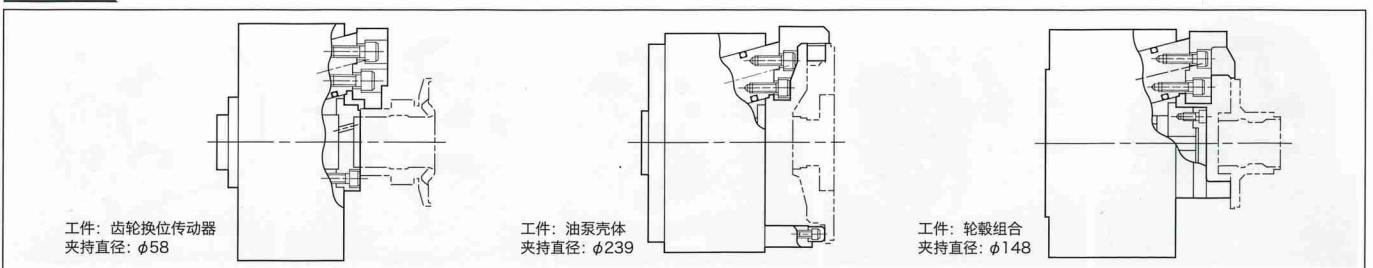 工件: 齿轮换位传动器
夹持直径: φ58
工件: 油泵壳体
夹持直径: φ239
工件: 轮毂组合
夹持直径: φ148